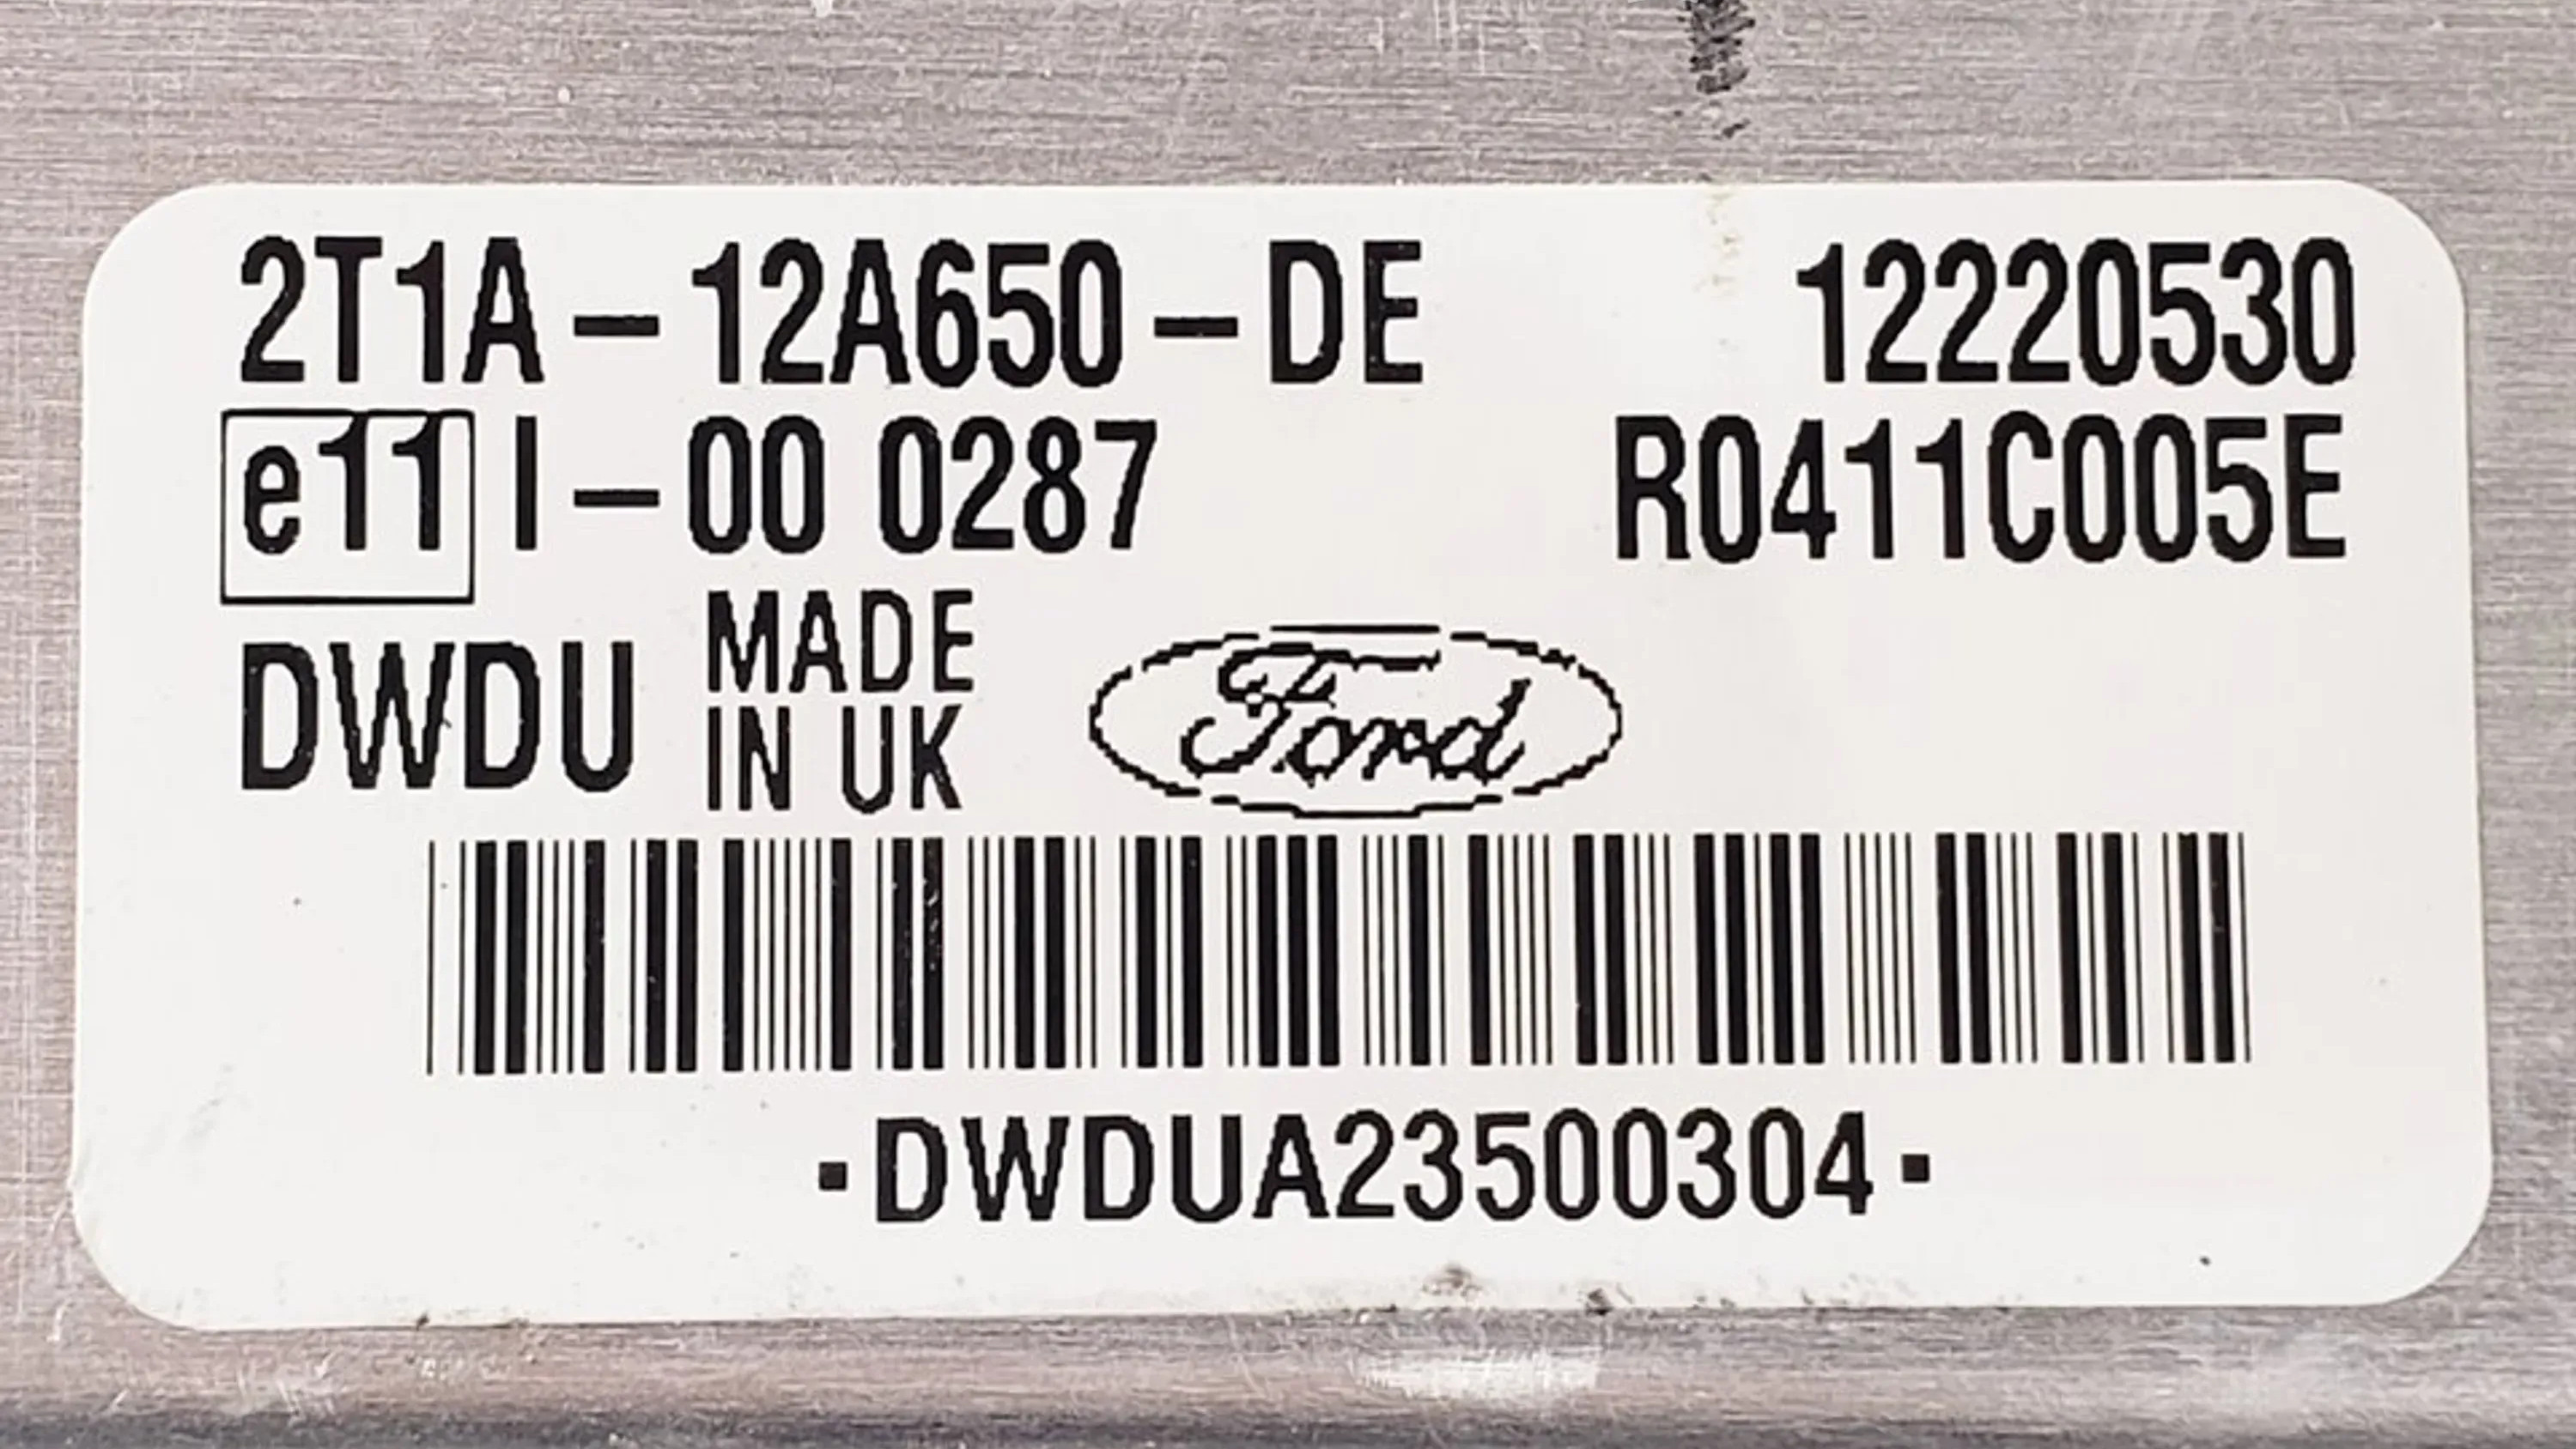 2T1A-12A650-DE 12220530
e11 I-00 0287 R0411C005E
DWDU MADE IN UK Ford
▪DWDUA23500304▪